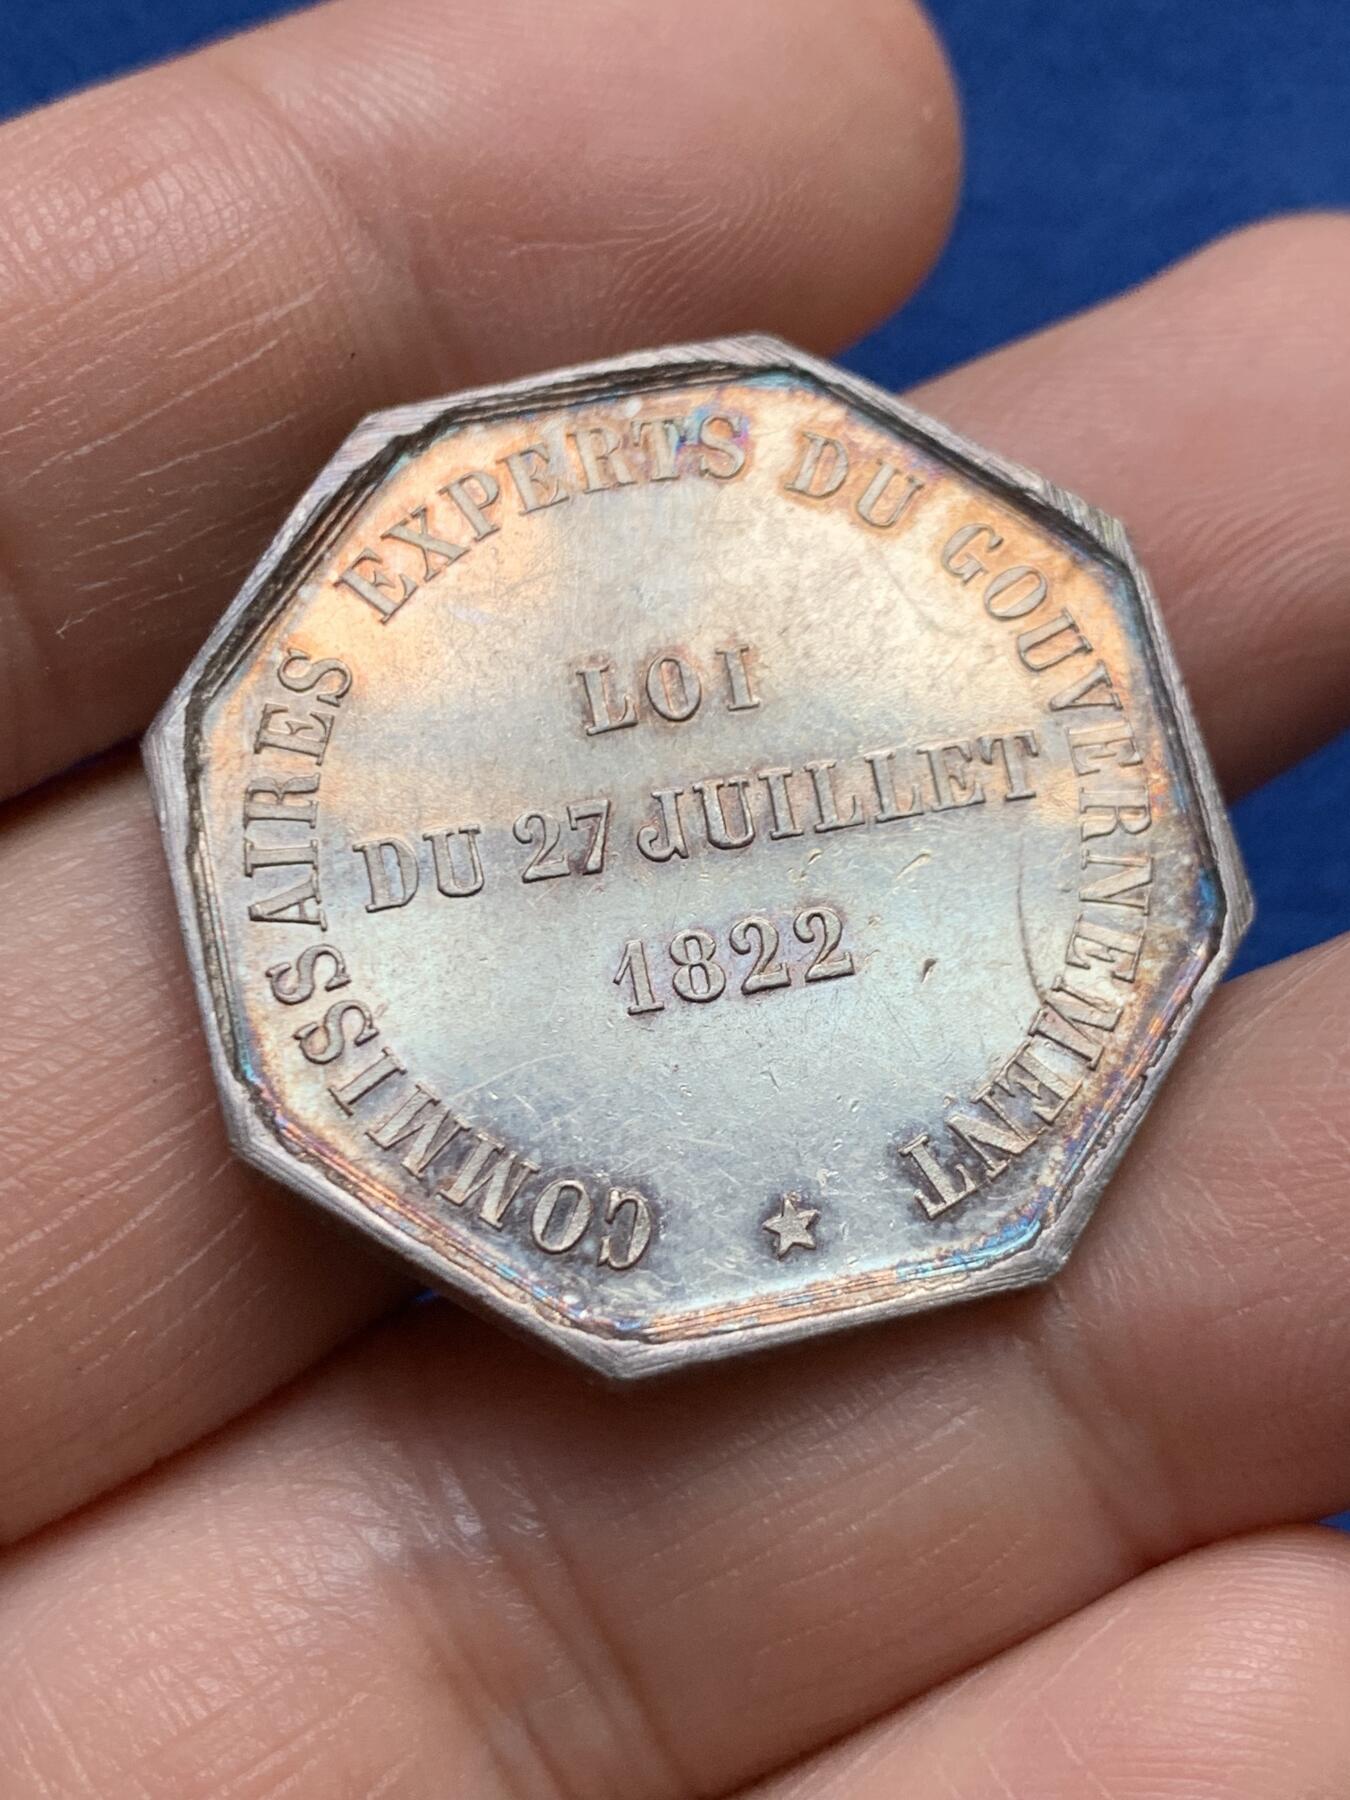 COMMISSAIRES EXPERTS DU GOUVERNEMENT
LOI
DU 27 JUILLET
1822